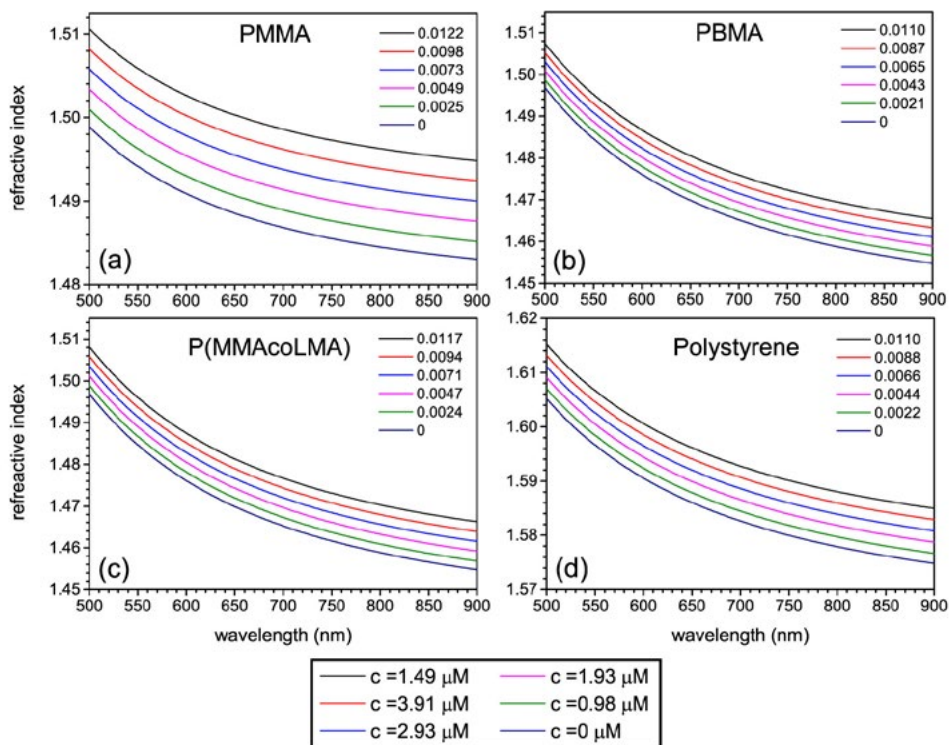 PMMA
0.0122
0.0098
0.0073
0.0049
0.0025
0
1.51
1.50
1.49
1.48
refractive index
(a)
500 550 600 650 700 750 800 850 900
PBMA
0.0110
0.0087
0.0065
0.0043
0.0021
0
1.51
1.50
1.49
1.48
1.47
1.46
1.45
(b)
500 550 600 650 700 750 800 850 900
P(MMAcoLMA)
0.0117
0.0094
0.0071
0.0047
0.0024
0
1.51
1.50
1.49
1.48
1.47
1.46
1.45
refreactive index
(c)
500 550 600 650 700 750 800 850 900
wavelength (nm)
Polystyrene
0.0110
0.0088
0.0066
0.0044
0.0022
0
1.62
1.61
1.60
1.59
1.58
1.57
(d)
500 550 600 650 700 750 800 850 900
wavelength (nm)
c =1.49 μM c =1.93 μM
c =3.91 μM c =0.98 μM
c =2.93 μM c =0 μM